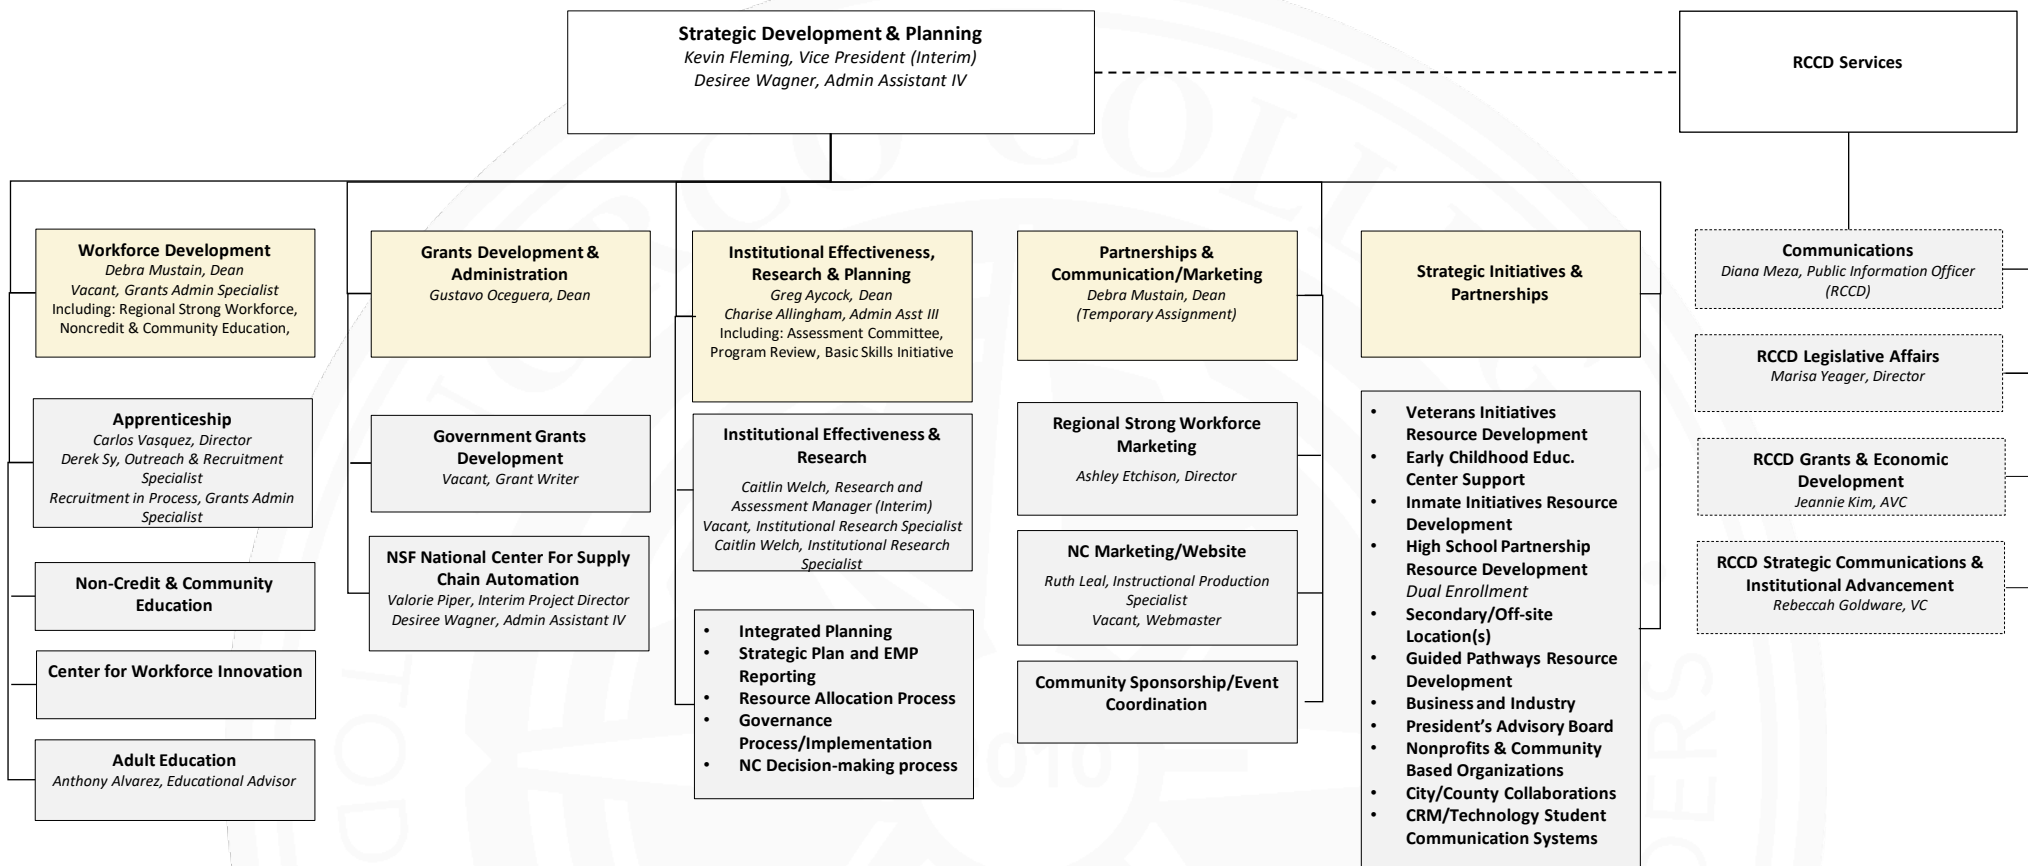 Strategic Development & Planning
Kevin Fleming, Vice President (Interim)
Desiree Wagner, Admin Assistant IV
RCCD Services
Workforce Development
Debra Mustain, Dean
Vacant, Grants Admin Specialist
Including: Regional Strong Workforce,
Noncredit & Community Education,
Apprenticeship
Carlos Vasquez, Director
Derek Sy, Outreach & Recruitment
Specialist
Recruitment in Process, Grants Admin
Specialist
Non-Credit & Community
Education
Center for Workforce Innovation
Adult Education
Anthony Alvarez, Educational Advisor
Grants Development &
Administration
Gustavo Oceguera, Dean
Government Grants
Development
Vacant, Grant Writer
NSF National Center For Supply
Chain Automation
Valorie Piper, Interim Project Director
Desiree Wagner, Admin Assistant IV
Institutional Effectiveness,
Research & Planning
Greg Aycock, Dean
Charise Allingham, Admin Asst III
Including: Assessment Committee,
Program Review, Basic Skills Initiative
Institutional Effectiveness &
Research
Caitlin Welch, Research and
Assessment Manager (Interim)
Vacant, Institutional Research Specialist
Caitlin Welch, Institutional Research
Specialist
• Integrated Planning
• Strategic Plan and EMP
Reporting
• Resource Allocation Process
• Governance
Process/Implementation
• NC Decision-making process
Partnerships &
Communication/Marketing
Debra Mustain, Dean
(Temporary Assignment)
Regional Strong Workforce
Marketing
Ashley Etchison, Director
NC Marketing/Website
Ruth Leal, Instructional Production
Specialist
Vacant, Webmaster
Community Sponsorship/Event
Coordination
Strategic Initiatives &
Partnerships
• Veterans Initiatives
Resource Development
• Early Childhood Educ.
Center Support
• Inmate Initiatives Resource
Development
• High School Partnership
Resource Development
Dual Enrollment
• Secondary/Off-site
Location(s)
• Guided Pathways Resource
Development
• Business and Industry
• President’s Advisory Board
• Nonprofits & Community
Based Organizations
• City/County Collaborations
• CRM/Technology Student
Communication Systems
Communications
Diana Meza, Public Information Officer
(RCCD)
RCCD Legislative Affairs
Marisa Yeager, Director
RCCD Grants & Economic
Development
Jeannie Kim, AVC
RCCD Strategic Communications &
Institutional Advancement
Rebeccah Goldware, VC